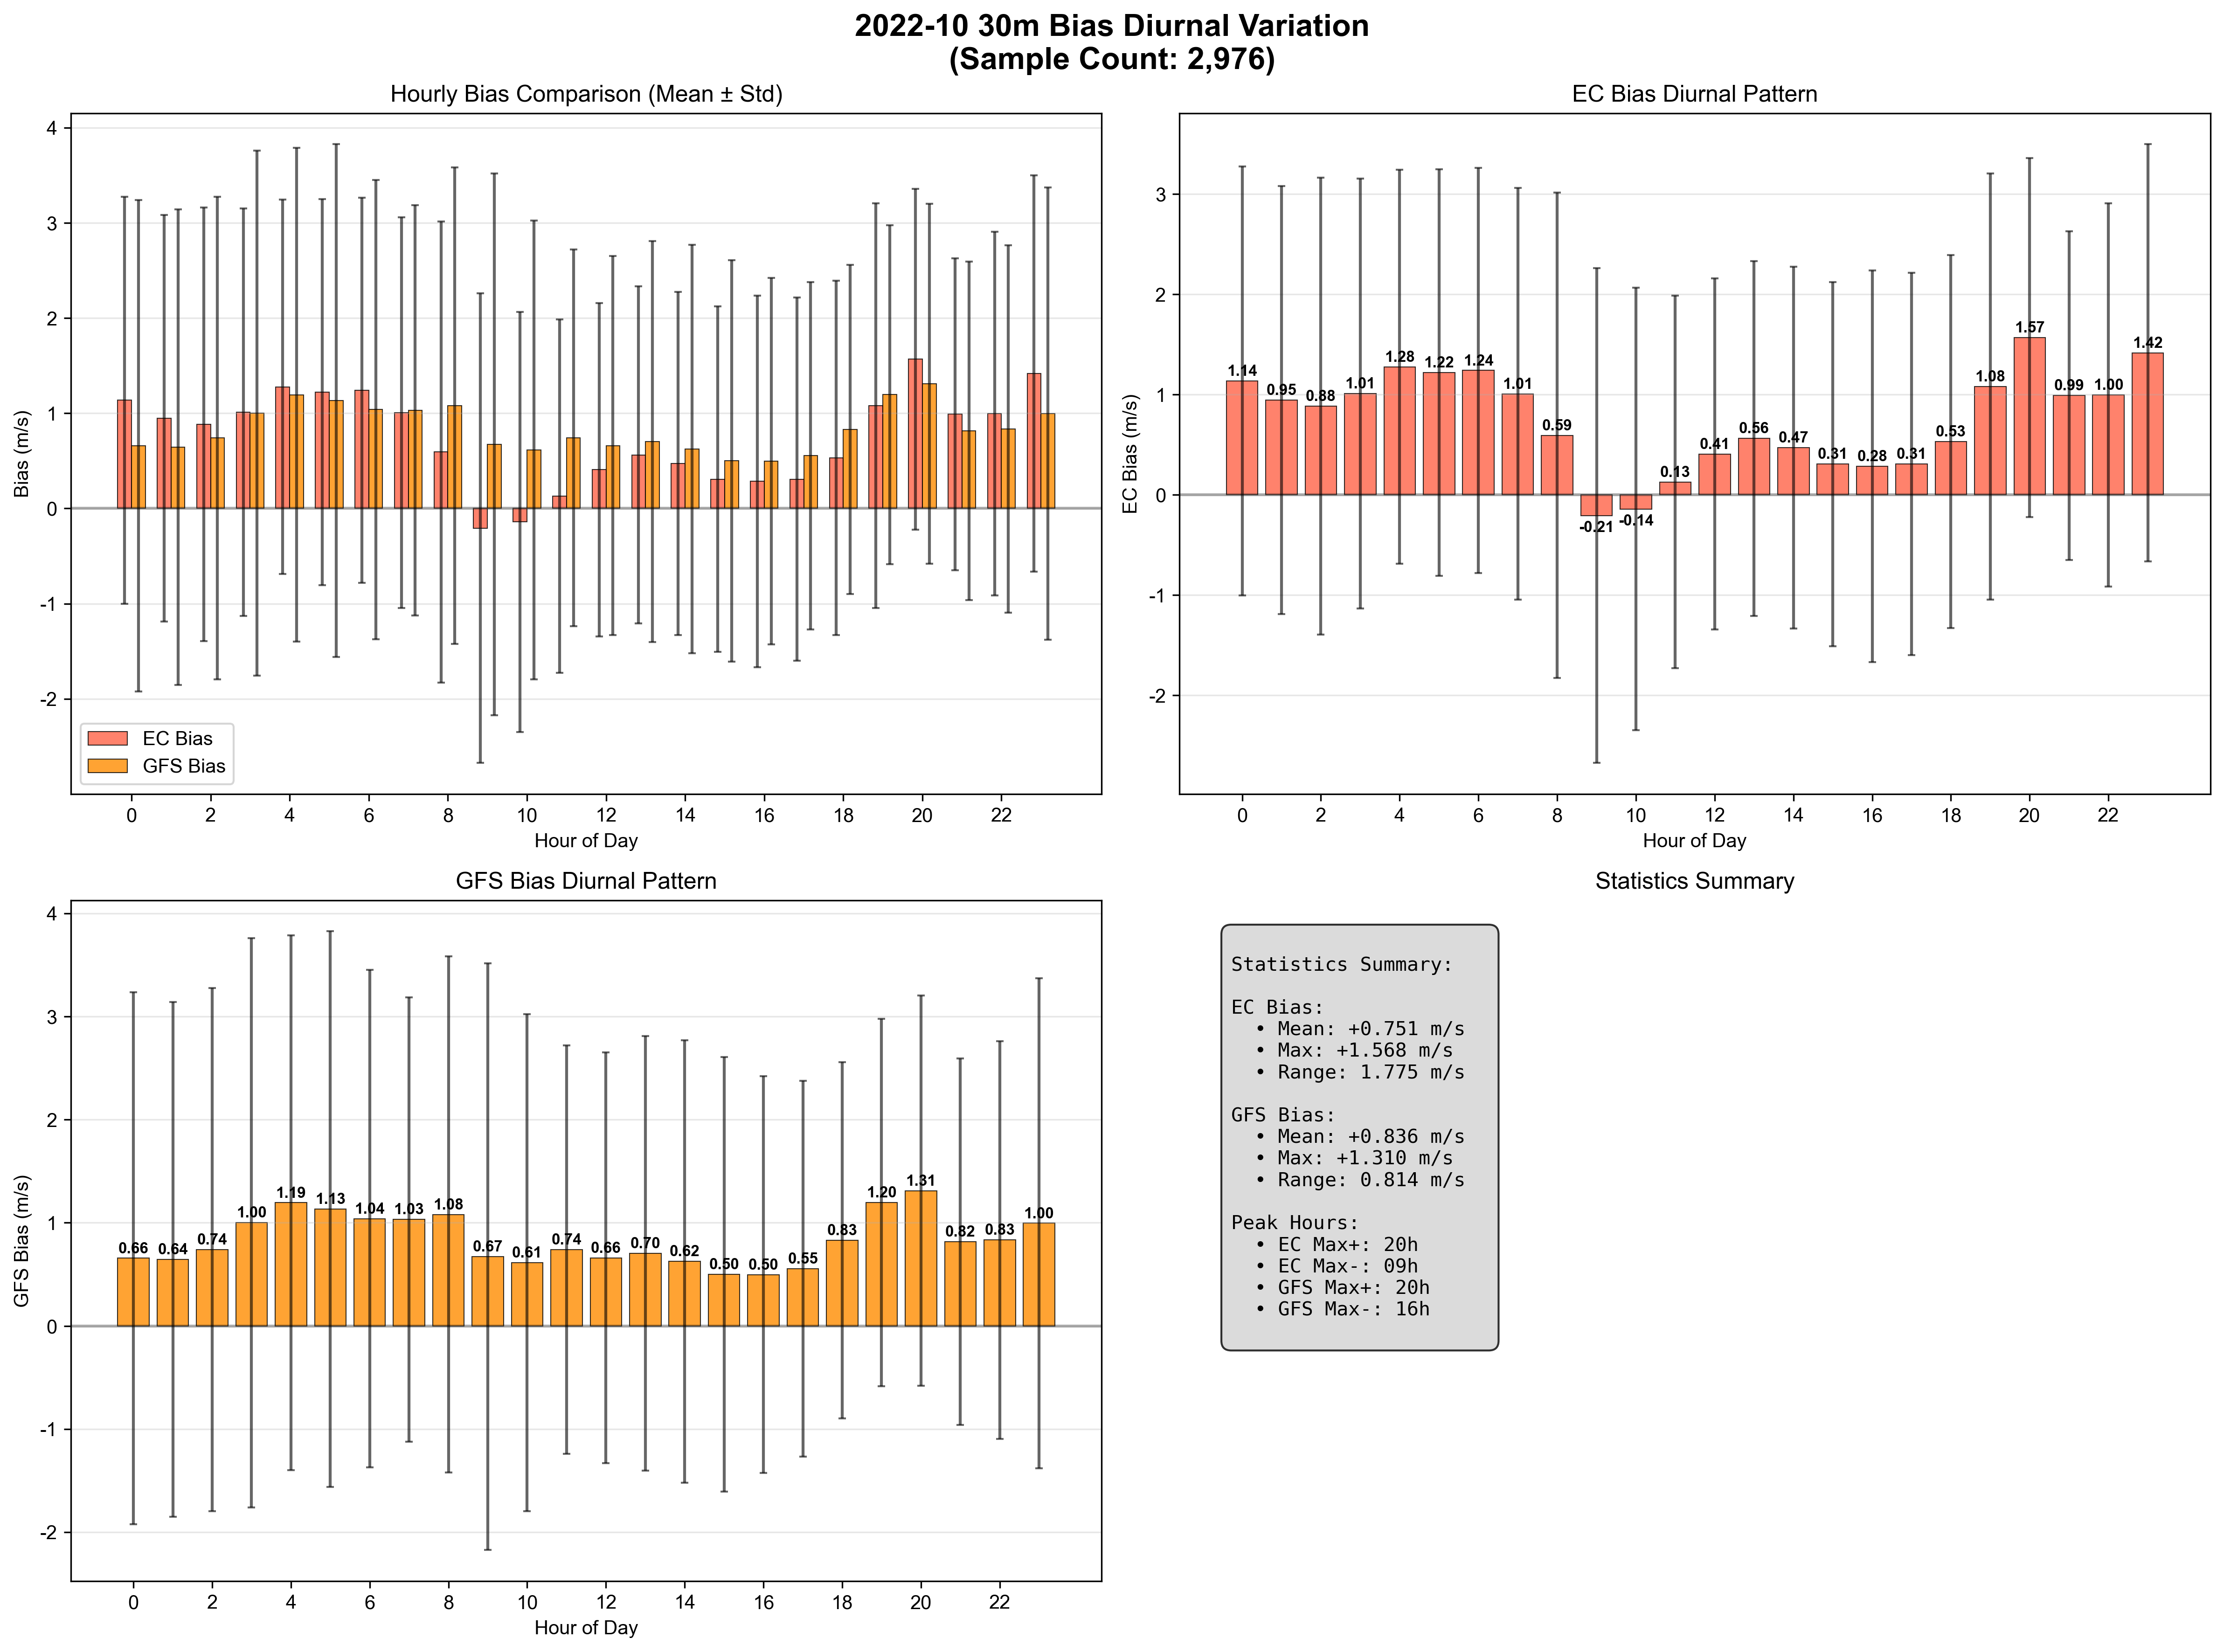 2022-10 30m Bias Diurnal Variation
(Sample Count: 2,976)
Hourly Bias Comparison (Mean ± Std)
Bias (m/s)
4
3
2
1
0
-1
-2
EC Bias
GFS Bias
0 2 4 6 8 10 12 14 16 18 20 22
Hour of Day
EC Bias Diurnal Pattern
EC Bias (m/s)
3
2
1
0
-1
-2
1.14 0.95 0.88 1.01 1.28 1.22 1.24 1.01 0.59 -0.21 -0.14 0.13 0.41 0.56 0.47 0.31 0.28 0.31 0.53 1.08 1.57 0.99 1.00 1.42
0 2 4 6 8 10 12 14 16 18 20 22
Hour of Day
GFS Bias Diurnal Pattern
GFS Bias (m/s)
4
3
2
1
0
-1
-2
0.66 0.64 0.74 1.00 1.19 1.13 1.04 1.03 1.08 0.67 0.61 0.74 0.66 0.70 0.62 0.50 0.50 0.55 0.83 1.20 1.31 0.82 0.83 1.00
0 2 4 6 8 10 12 14 16 18 20 22
Hour of Day
Statistics Summary
Statistics Summary:
EC Bias:
• Mean: +0.751 m/s
• Max: +1.568 m/s
• Range: 1.775 m/s
GFS Bias:
• Mean: +0.836 m/s
• Max: +1.310 m/s
• Range: 0.814 m/s
Peak Hours:
• EC Max+: 20h
• EC Max-: 09h
• GFS Max+: 20h
• GFS Max-: 16h